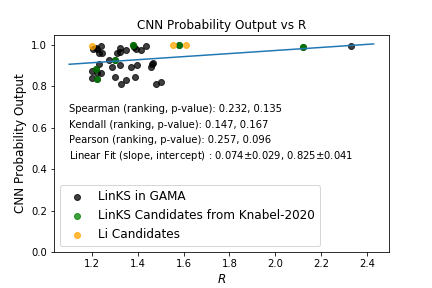 CNN Probability Output vs R
CNN Probability Output
1.0
0.8
0.6
0.4
0.2
0.0
Spearman (ranking, p-value): 0.232, 0.135
Kendall (ranking, p-value): 0.147, 0.167
Pearson (ranking, p-value): 0.257, 0.096
Linear Fit (slope, intercept) : 0.074±0.029, 0.825±0.041
LinKS in GAMA
LinKS Candidates from Knabel-2020
Li Candidates
1.2 1.4 1.6 1.8 2.0 2.2 2.4
R